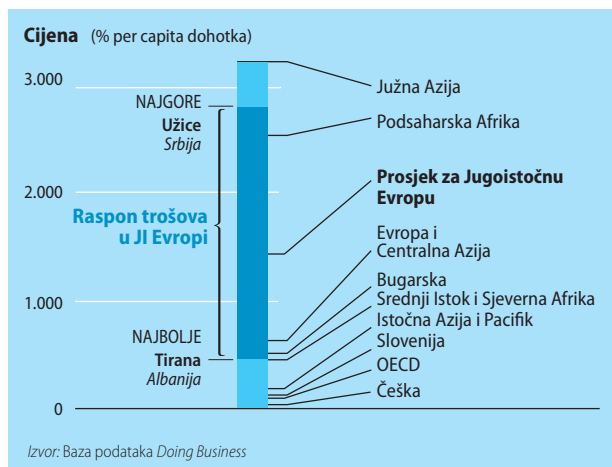 Cijena (% per capita dohotka)
3.000
NAJGORE
Užice
Srbija
2.000
Raspon trošova
u JI Evropi
1.000
NAJBOLJE
Tirana
Albanija
0
Južna Azija
Podsaharska Afrika
Prosjek za Jugoistočnu
Evropu
Evropa i
Centralna Azija
Bugarska
Srednji Istok i Sjeverna Afrika
Istočna Azija i Pacifik
Slovenija
OECD
Češka
Izvor: Baza podataka Doing Business